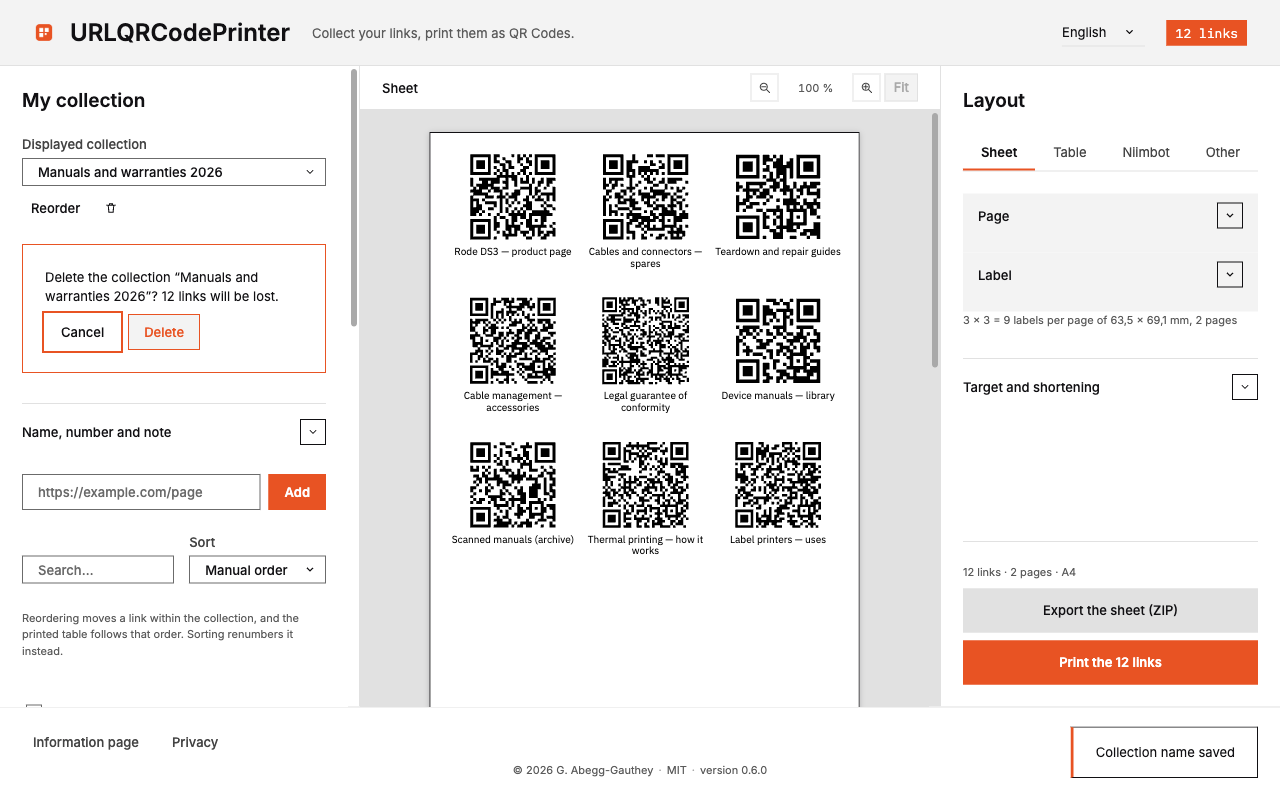 URLQRCodePrinter
Collect your links, print them as QR Codes.
English
12 links
My collection
Displayed collection
Manuals and warranties 2026
Reorder
Delete the collection “Manuals and
warranties 2026”? 12 links will be lost.
Cancel
Delete
Name, number and note
https://example.com/page
Add
Sort
Search…
Manual order
Reordering moves a link within the collection, and the
printed table follows that order. Sorting renumbers it
instead.
Sheet
100 %
Fit
Rode DS3 — product page
Cables and connectors —
spares
Teardown and repair guides
Cable management —
accessories
Legal guarantee of
conformity
Device manuals — library
Scanned manuals (archive)
Thermal printing — how it
works
Label printers — uses
Layout
Sheet
Table
Niimbot
Other
Page
Label
3 × 3 = 9 labels per page of 63,5 × 69,1 mm, 2 pages
Target and shortening
12 links · 2 pages · A4
Export the sheet (ZIP)
Print the 12 links
Information page
Privacy
© 2026 G. Abegg-Gauthey · MIT · version 0.6.0
Collection name saved